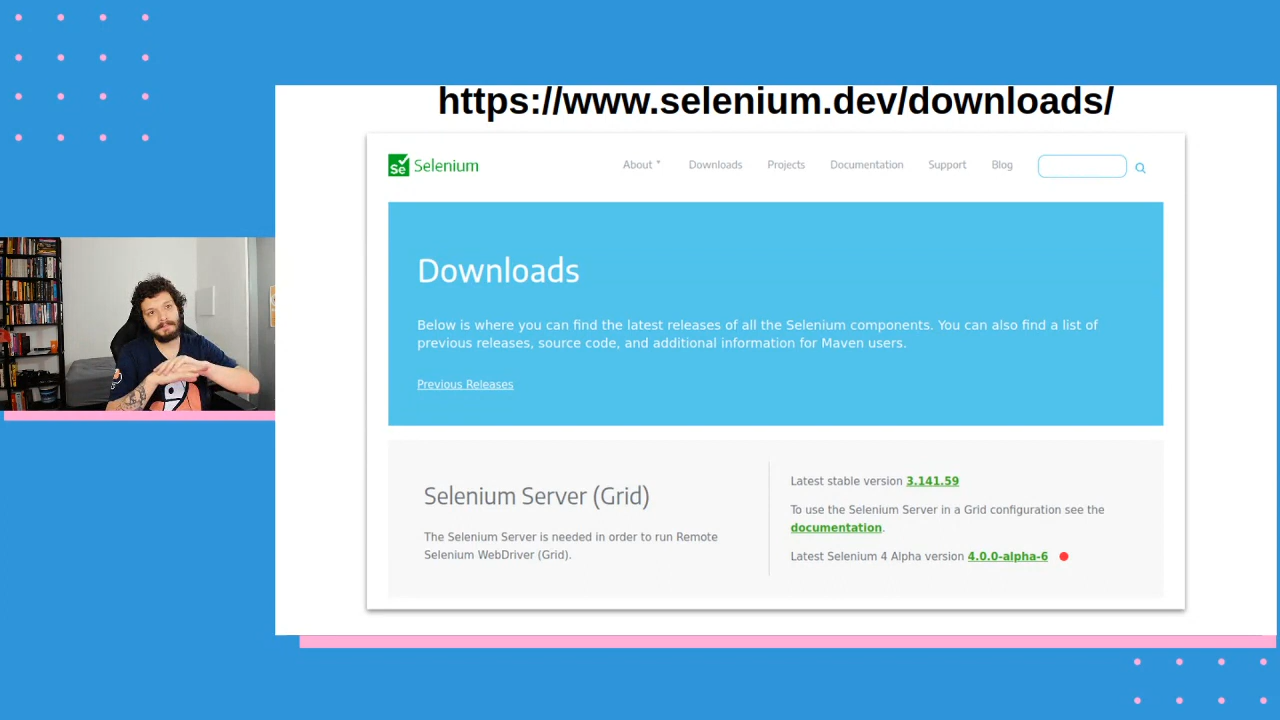 https://www.selenium.dev/downloads/
Se Selenium
About Downloads Projects Documentation Support Blog
Downloads
Below is where you can find the latest releases of all the Selenium components. You can also find a list of
previous releases, source code, and additional information for Maven users.
Previous Releases
Selenium Server (Grid)
The Selenium Server is needed in order to run Remote
Selenium WebDriver (Grid).
Latest stable version 3.141.59
To use the Selenium Server in a Grid configuration see the
documentation.
Latest Selenium 4 Alpha version 4.0.0-alpha-6